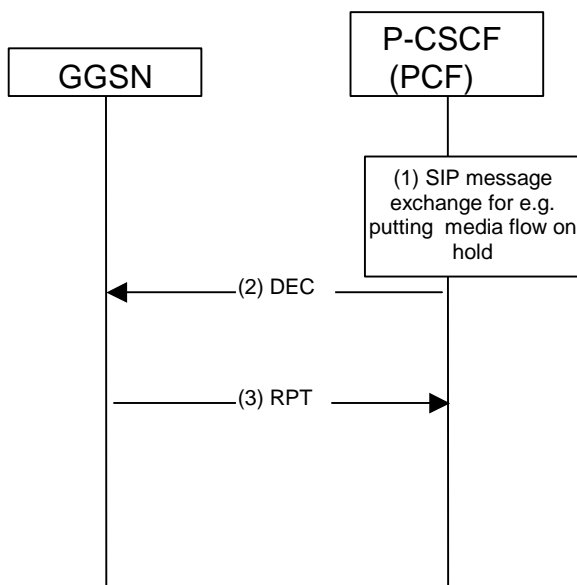 GGSN
P-CSCF
(PCF)
(1) SIP message
exchange for e.g.
putting media flow on
hold
(2) DEC
(3) RPT